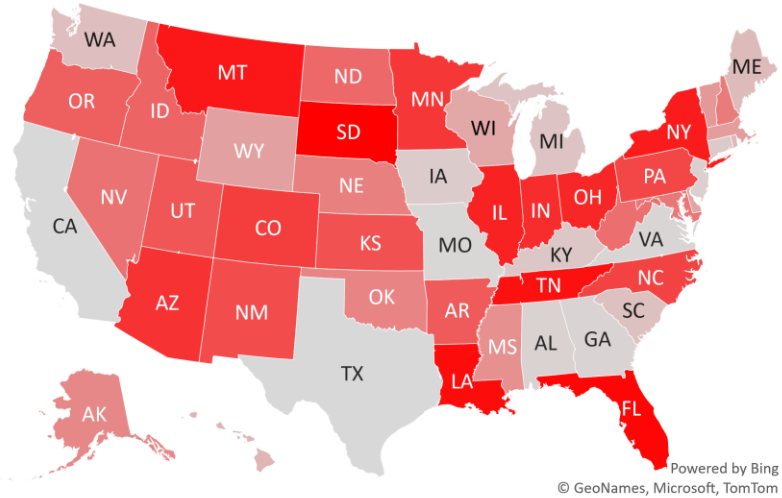 WA
ME
MT
ND
MN
OR
ID
SD
WI
NY
MI
WY
PA
IA
NE
NV
IL
IN
OH
UT
CO
CA
KS
MO
VA
KY
NC
TN
AZ
NM
OK
AR
SC
MS
AL
GA
TX
LA
FL
AK
Powered by Bing
© GeoNames, Microsoft, TomTom